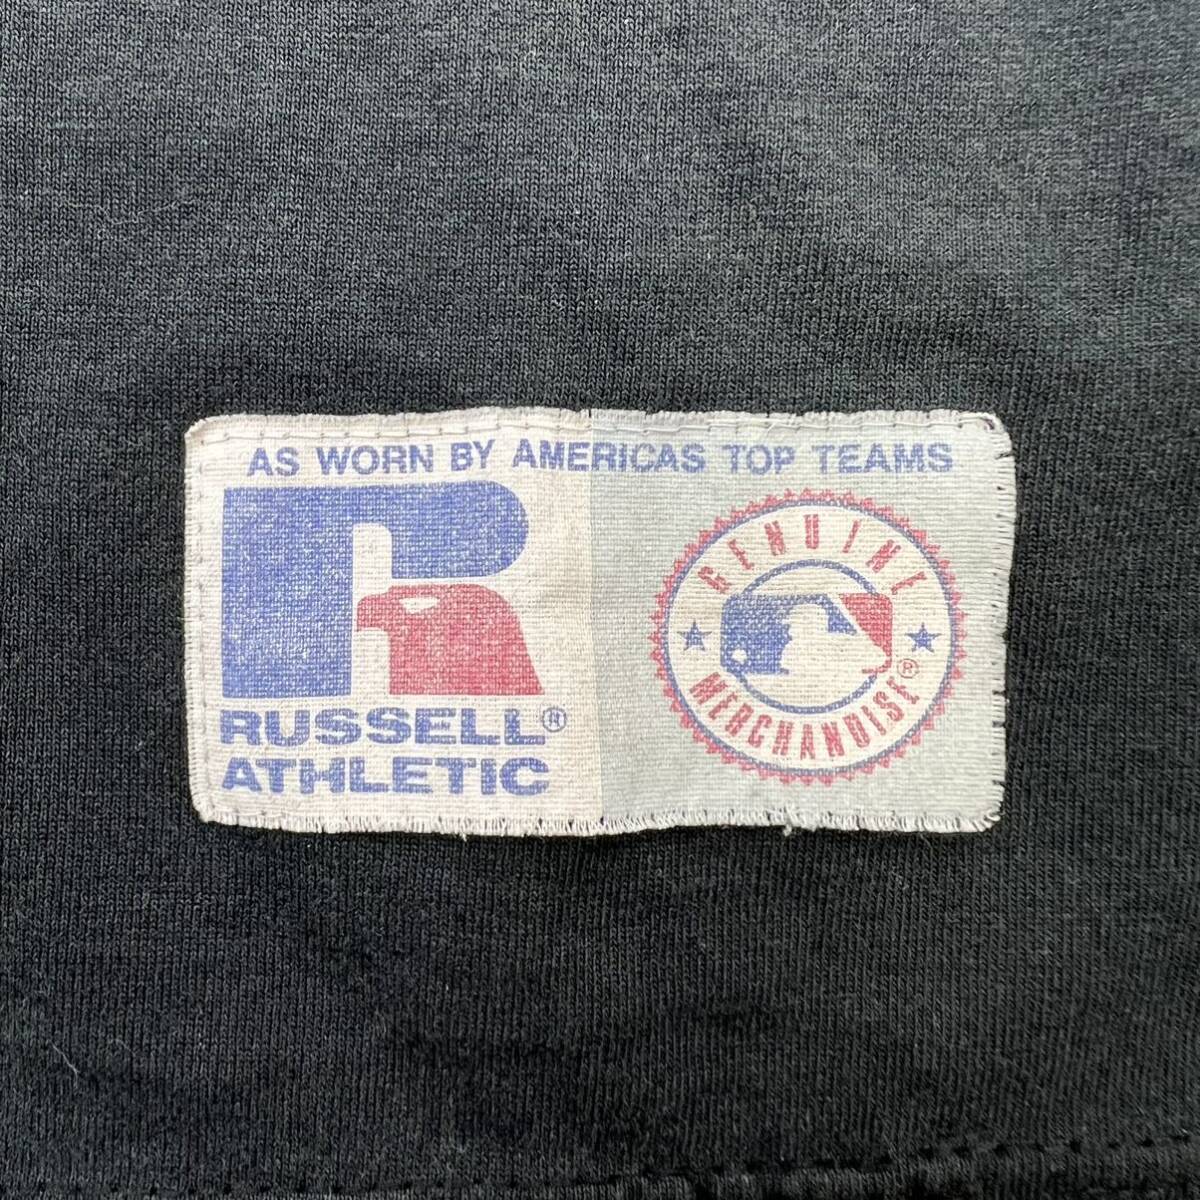 AS WORN BY AMERICAS TOP TEAMS
R
RUSSELL®
ATHLETIC
GENUINE
MERCHANDISE®